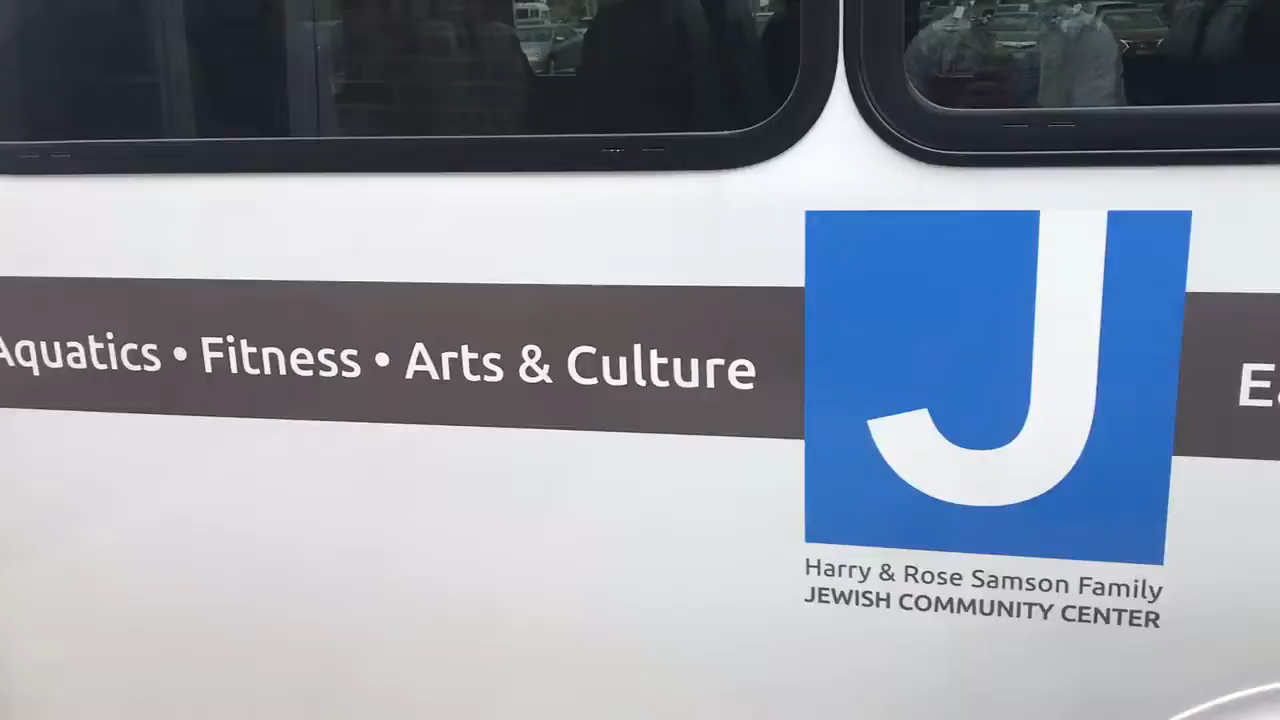 Aquatics • Fitness • Arts & Culture
J
Harry & Rose Samson Family
JEWISH COMMUNITY CENTER